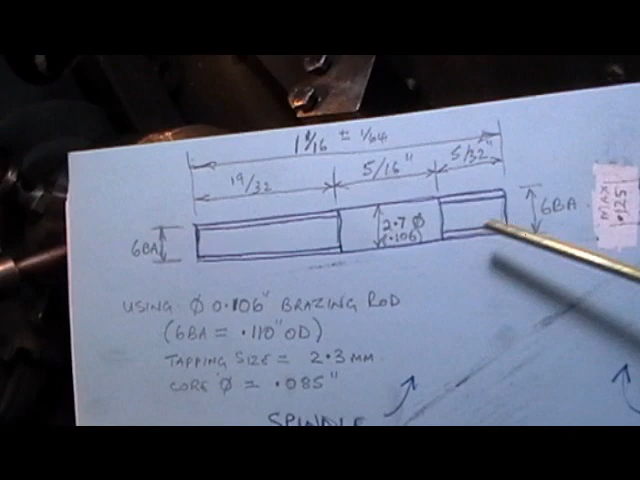 1 1/16 ± 1/64
19/32 5/16" 5/32"
6BA 2.7 Ø 6BA
(.106)
MAX
.125
USING Ø 0.106" BRAZING ROD
(6BA = .110" OD)
TAPPING SIZE = 2.3 MM
CORE Ø = .085"
SPINDLE